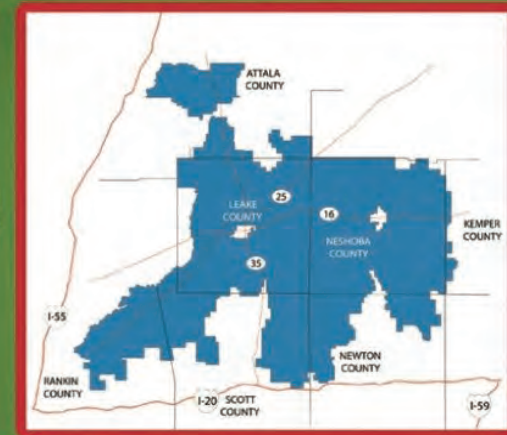 ATTALA
COUNTY
25
LEAKE
COUNTY
16
KEMPER
COUNTY
NESHOBA
COUNTY
35
I-55
NEWTON
COUNTY
RANKIN
COUNTY
I-20
SCOTT
COUNTY
I-59